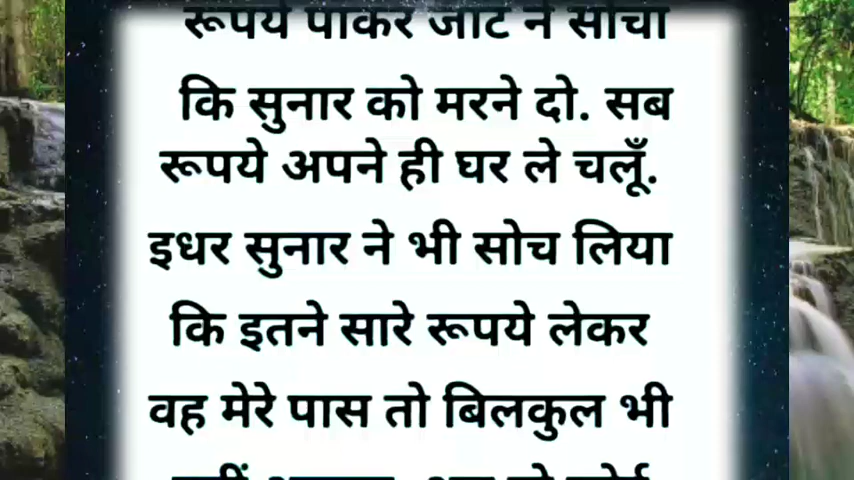 रूपये पाकर जाट ने सोचा
कि सुनार को मरने दो. सब
रूपये अपने ही घर ले चलूँ.
इधर सुनार ने भी सोच लिया
कि इतने सारे रूपये लेकर
वह मेरे पास तो बिलकुल भी